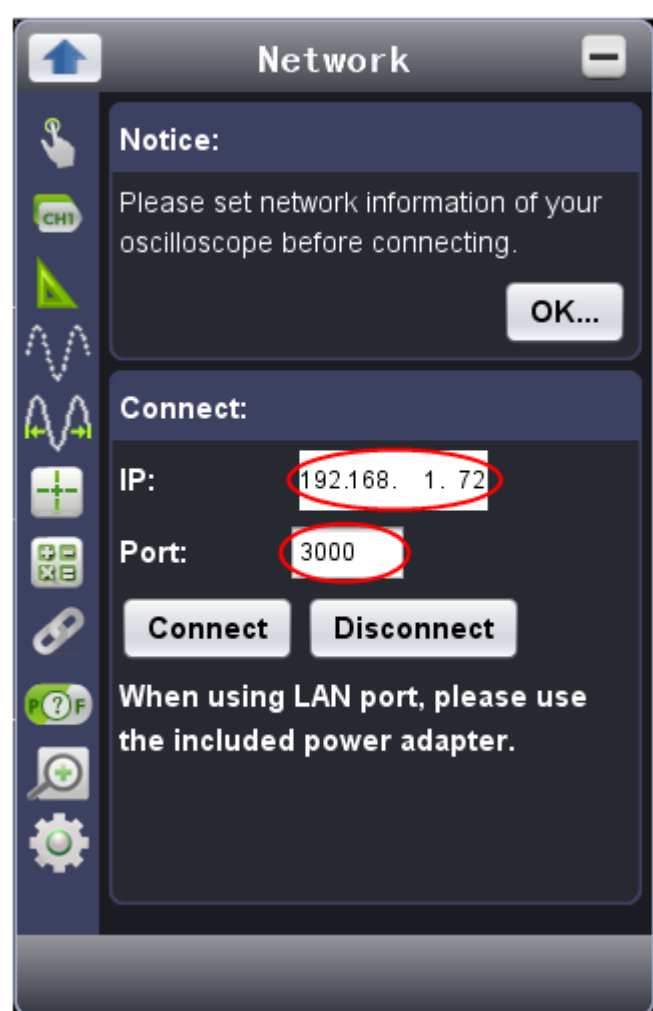 Network
Notice:
Please set network information of your
oscilloscope before connecting.
OK...
CH1
Connect:
IP: 192.168. 1. 72
Port: 3000
Connect Disconnect
When using LAN port, please use
the included power adapter.
P?F